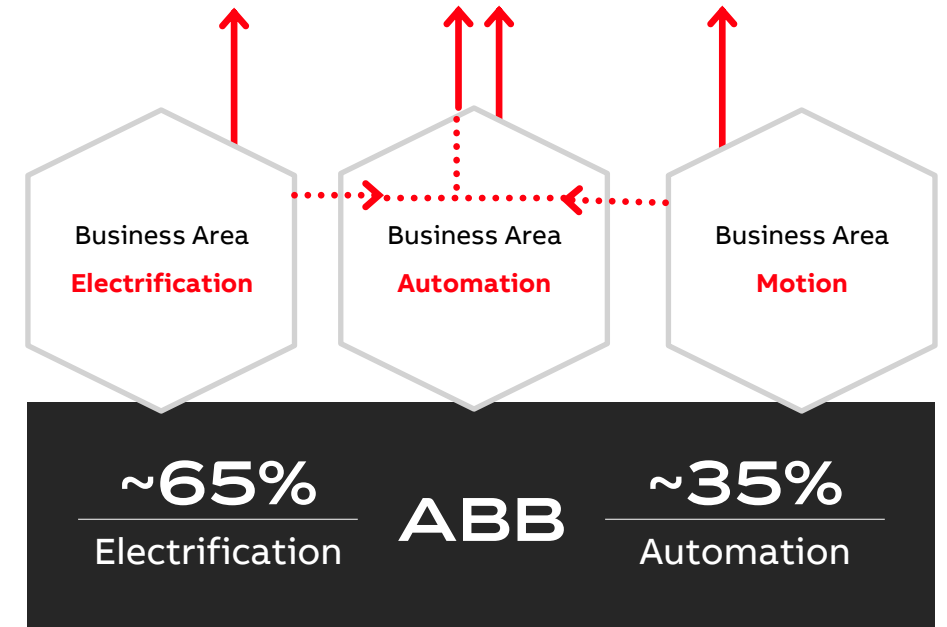 Business Area
Electrification
Business Area
Automation
Business Area
Motion
~65%
Electrification
ABB
~35%
Automation